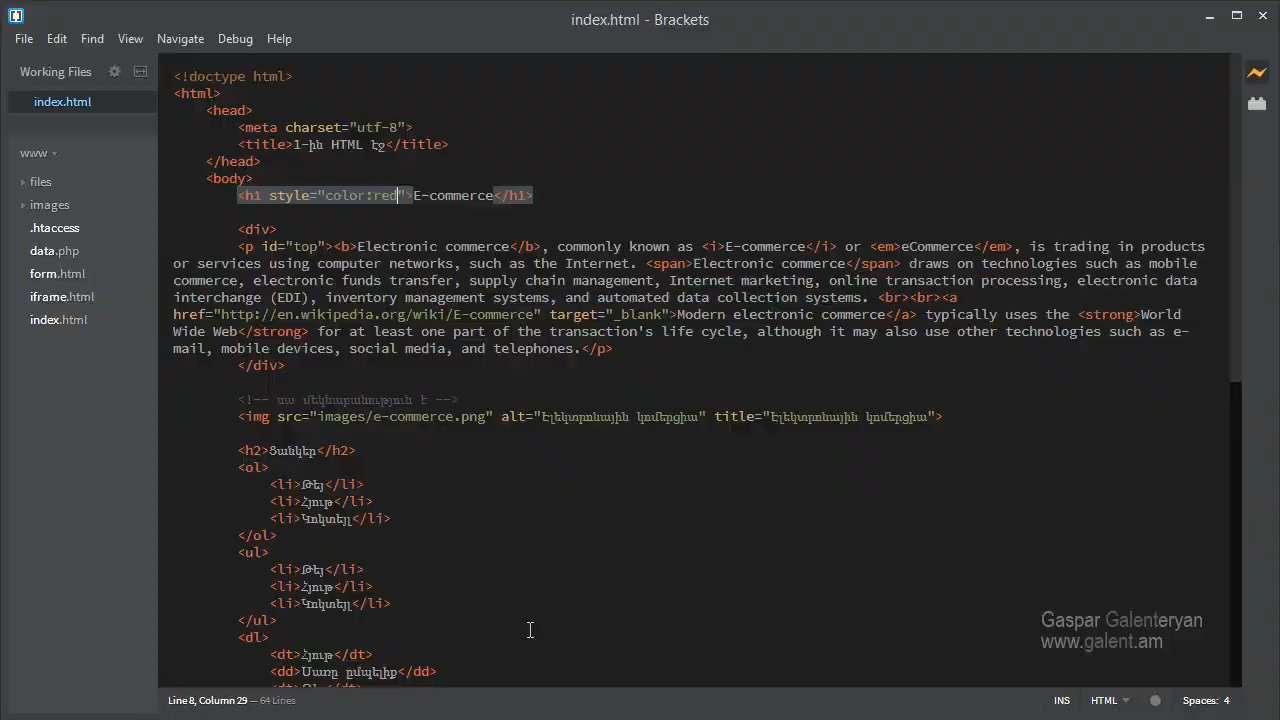 index.html - Brackets
File Edit Find View Navigate Debug Help
Working Files
index.html
www
files
images
.htaccess
data.php
form.html
iframe.html
index.html
<!doctype html>
<html>
<head>
<meta charset="utf-8">
<title>1-ին HTML էջ</title>
</head>
<body>
<h1 style="color:red">E-commerce</h1>
<div>
<p id="top"><b>Electronic commerce</b>, commonly known as <i>E-commerce</i> or <em>eCommerce</em>, is trading in products
or services using computer networks, such as the Internet. <span>Electronic commerce</span> draws on technologies such as mobile
commerce, electronic funds transfer, supply chain management, Internet marketing, online transaction processing, electronic data
interchange (EDI), inventory management systems, and automated data collection systems. <br><br><a
href="http://en.wikipedia.org/wiki/E-commerce" target="_blank">Modern electronic commerce</a> typically uses the <strong>World
Wide Web</strong> for at least one part of the transaction's life cycle, although it may also use other technologies such as e-
mail, mobile devices, social media, and telephones.</p>
</div>
<!-- սա մեկնաբանություն է -->
<img src="images/e-commerce.png" alt="Էլեկտրոնային կոմերցիա" title="Էլեկտրոնային կոմերցիա">
<h2>Ցանկեր</h2>
<ol>
<li>Թեյ</li>
<li>Հյութ</li>
<li>Կոկտեյլ</li>
</ol>
<ul>
<li>Թեյ</li>
<li>Հյութ</li>
<li>Կոկտեյլ</li>
</ul>
<dl>
<dt>Հյութ</dt>
<dd>Սառը ըմպելիք</dd>
Gaspar Galenteryan
www.galent.am
Line 8, Column 29 — 64 Lines
INS HTML Spaces: 4